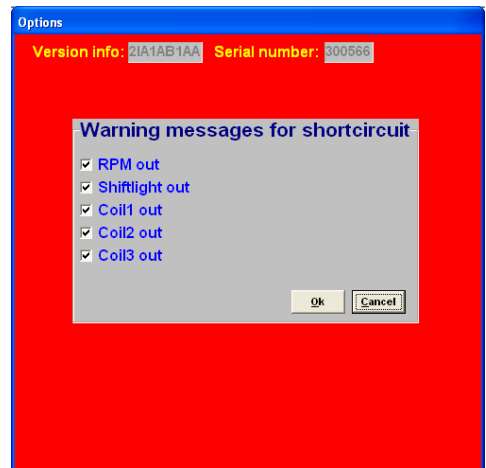 Options
Version info: 2IA1AB1AA Serial number: 300566
Warning messages for shortcircuit
RPM out
Shiftlight out
Coil1 out
Coil2 out
Coil3 out
Ok Cancel